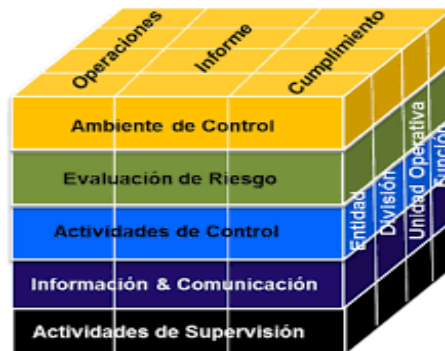 Operaciones
Informe
Cumplimiento
Ambiente de Control
Evaluación de Riesgo
Actividades de Control
Información & Comunicación
Actividades de Supervisión
Entidad
División
Unidad Operativa
Función